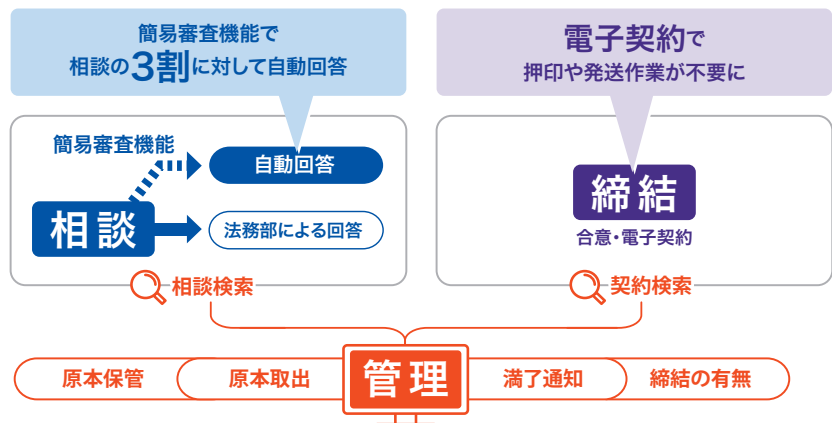 簡易審査機能で
相談の3割に対して自動回答
電子契約で
押印や発送作業が不要に
簡易審査機能
自動回答
相談
法務部による回答
締結
合意・電子契約
相談検索
契約検索
原本保管
原本取出
管理
満了通知
締結の有無